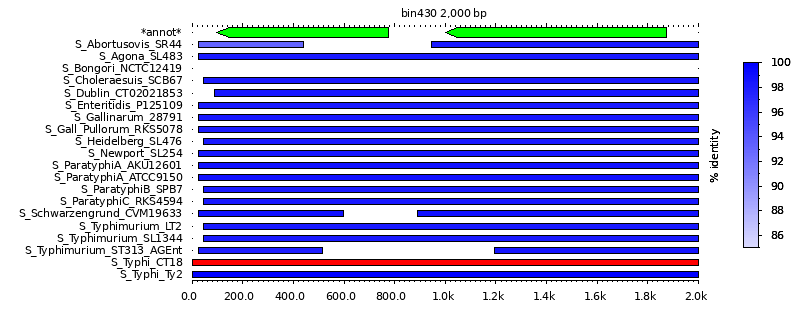 bin430 2,000 bp
*annot*
S_Abortusovis_SR44
S_Agona_SL483
S_Bongori_NCTC12419
S_Choleraesuis_SCB67
S_Dublin_CT02021853
S_Enteritidis_P125109
S_Gallinarum_28791
S_Gall_Pullorum_RKS5078
S_Heidelberg_SL476
S_Newport_SL254
S_ParatyphiA_AKU12601
S_ParatyphiA_ATCC9150
S_ParatyphiB_SPB7
S_ParatyphiC_RKS4594
S_Schwarzengrund_CVM19633
S_Typhimurium_LT2
S_Typhimurium_SL1344
S_Typhimurium_ST313_AGEnt
S_Typhi_CT18
S_Typhi_Ty2
0.0 200.0 400.0 600.0 800.0 1.0k 1.2k 1.4k 1.6k 1.8k 2.0k
% identity
100
98
96
94
92
90
88
86